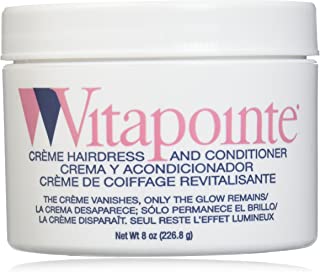 Vitapointe®
CRÈME HAIRDRESS AND CONDITIONER
CREMA Y ACONDICIONADOR
CRÈME DE COIFFAGE REVITALISANTE
THE CRÈME VANISHES, ONLY THE GLOW REMAINS/
LA CREMA DESAPARECE; SÓLO PERMANECE EL BRILLO/
LA CRÈME DISPARAÎT. SEUL RESTE L'EFFET LUMINEUX
Net Wt 8 oz (226.8 g)